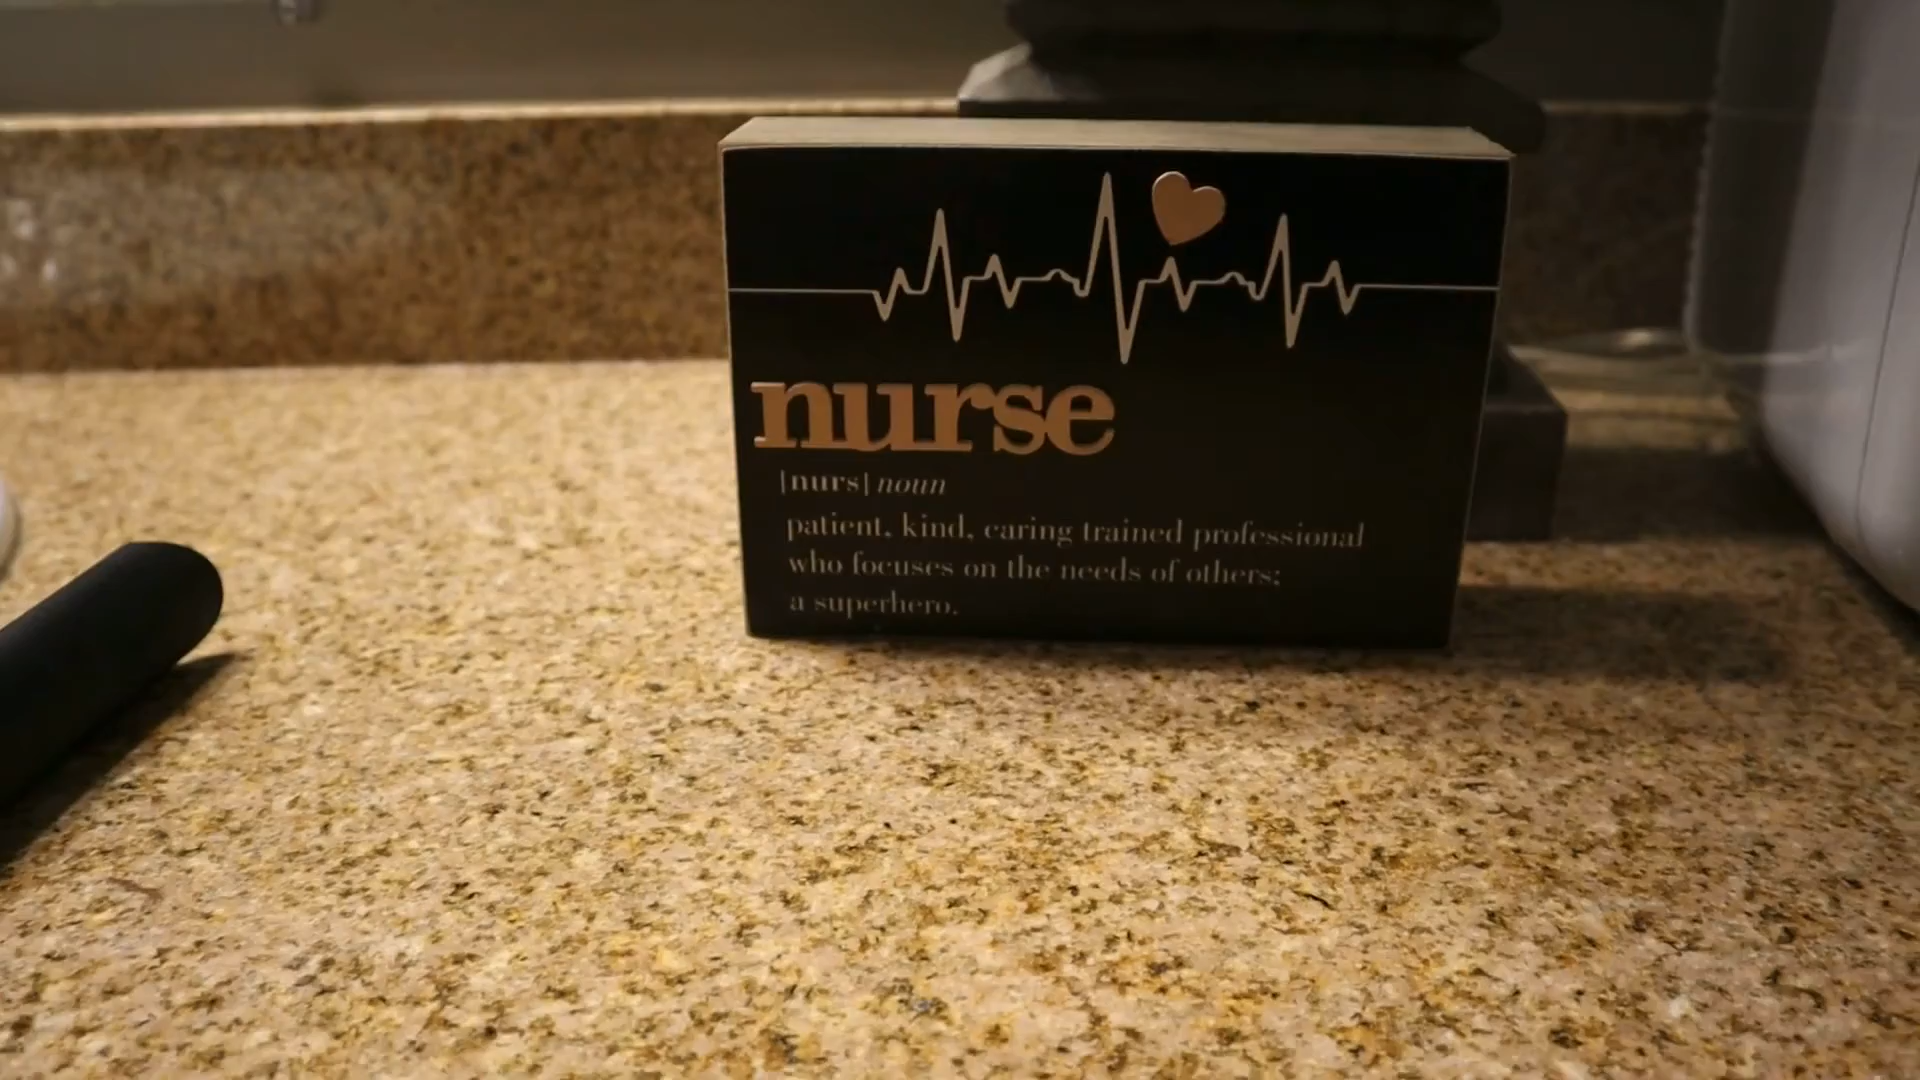 nurse
[nurs] noun
patient, kind, caring trained professional
who focuses on the needs of others;
a superhero.